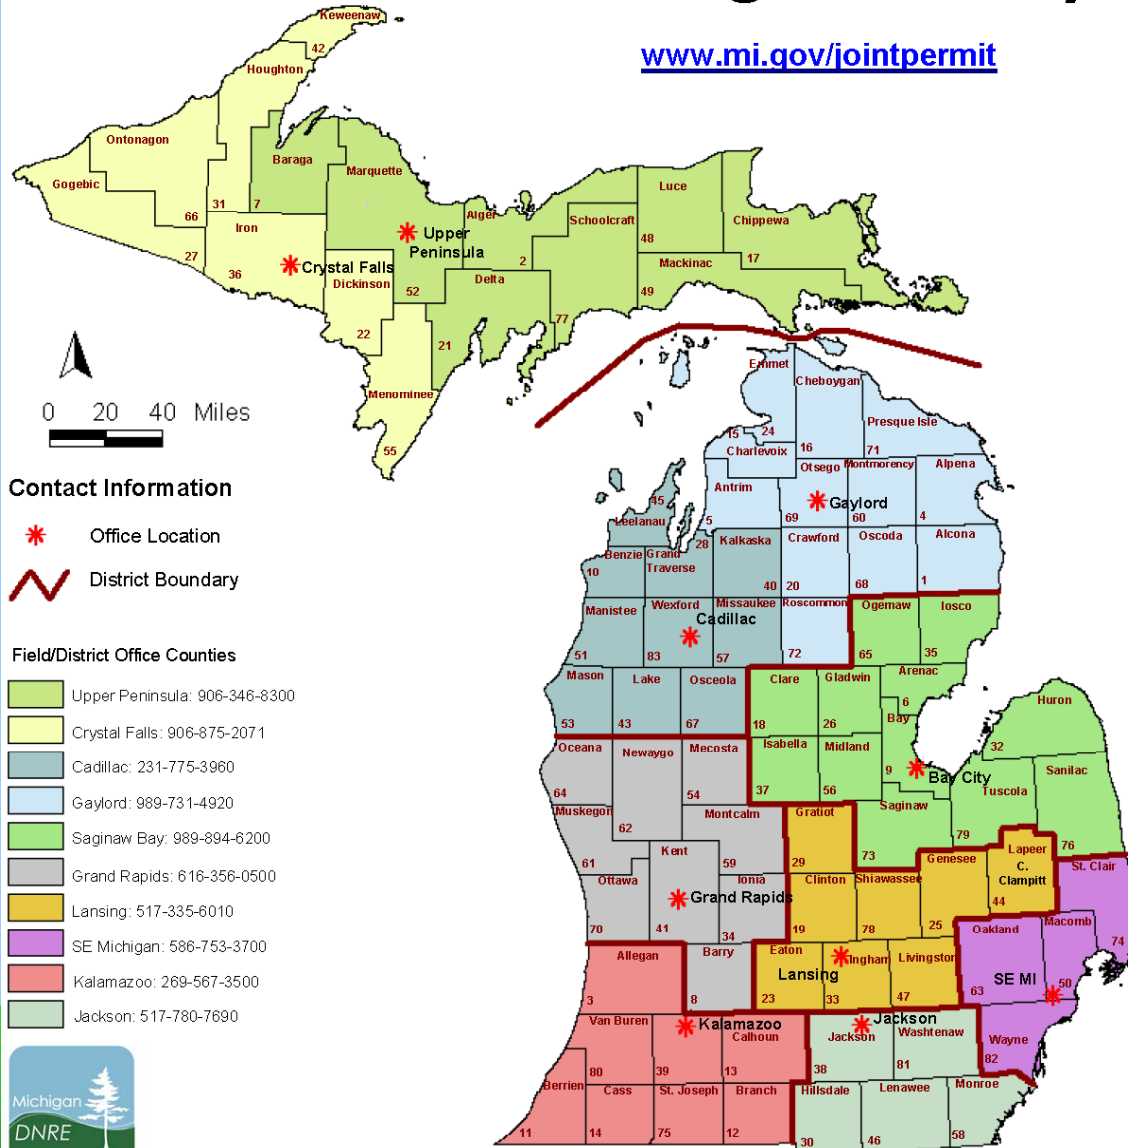 www.mi.gov/jointpermit
Keweenaw
42
Houghton
Ontonagon
Baraga
Marquette
Gogebic
66
31
7
Iron
27
36
Crystal Falls
Upper
Peninsula
Alger
2
Schoolcraft
Luce
48
Chippewa
17
Mackinac
49
Dickinson
22
52
Delta
21
77
Menominee
55
0 20 40 Miles
Contact Information
Office Location
District Boundary
Field/District Office Counties
Upper Peninsula: 906-346-8300
Crystal Falls: 906-875-2071
Cadillac: 231-775-3960
Gaylord: 989-731-4920
Saginaw Bay: 989-894-6200
Grand Rapids: 616-356-0500
Lansing: 517-335-6010
SE Michigan: 586-753-3700
Kalamazoo: 269-567-3500
Jackson: 517-780-7690
Michigan
DNRE
Emmet
Cheboygan
Presque Isle
15
24
16
71
Charlevoix
Otsego
Montmorency
Alpena
Antrim
Gaylord
5
69
60
4
45
Leelanau
28
Kalkaska
Crawford
Oscoda
Alcona
Benzie
Grand
Traverse
10
40
20
68
1
Manistee
Wexford
Missaukee
Roscommon
Ogemaw
Iosco
Cadillac
51
83
57
72
65
35
Mason
Lake
Osceola
Clare
Gladwin
Arenac
6
53
43
67
18
26
Bay
Huron
32
Oceana
Newaygo
Mecosta
Isabella
Midland
9
Bay City
Sanilac
64
54
37
56
Tuscola
Saginaw
Muskegon
62
Montcalm
Gratiot
79
76
61
Kent
59
29
73
Genesee
Lapeer
C.
Clampitt
St. Clair
Ottawa
Ionia
Clinton
Shiawassee
44
Grand Rapids
70
41
34
19
78
25
Oakland
Macomb
74
Allegan
Barry
Eaton
Ingham
Livingston
Lansing
SE MI
3
8
23
33
47
63
50
Van Buren
Kalamazoo
Calhoun
Jackson
Jackson
Washtenaw
Wayne
80
39
13
38
81
82
Berrien
Cass
St. Joseph
Branch
Hillsdale
Lenawee
Monroe
11
14
75
12
30
46
58